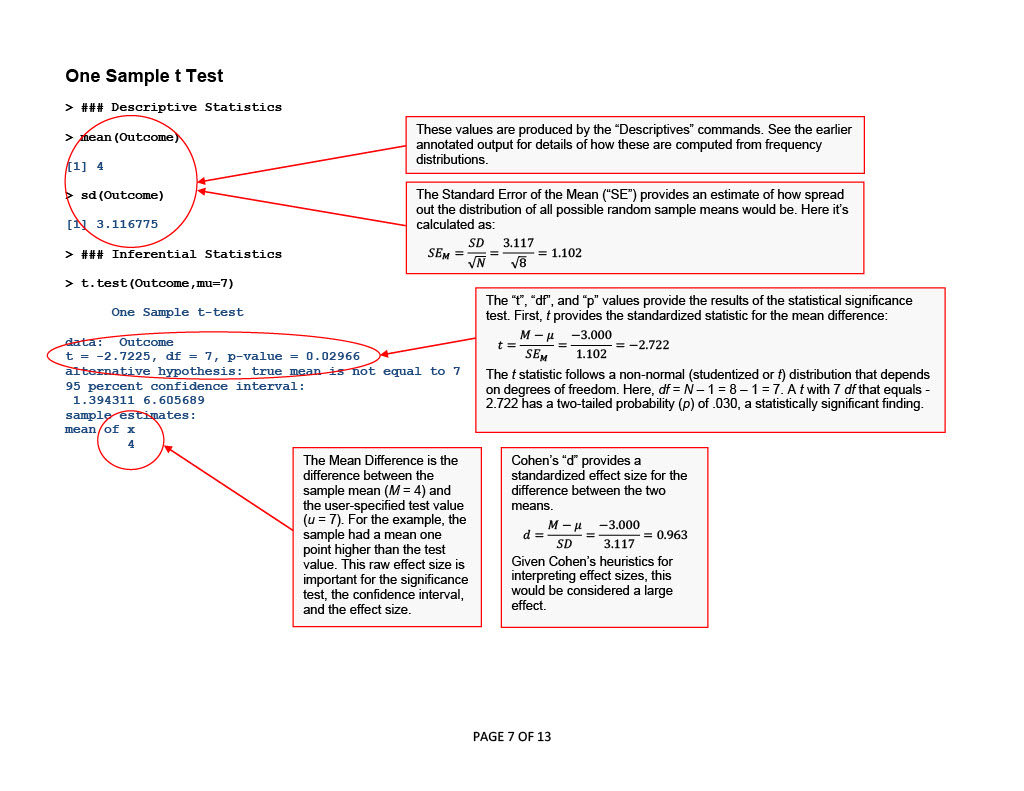 One Sample t Test
> ### Descriptive Statistics
> mean(Outcome)
[1] 4
> sd(Outcome)
[1] 3.116775
> ### Inferential Statistics
> t.test(Outcome,mu=7)
One Sample t-test
data:  Outcome
t = -2.7225, df = 7, p-value = 0.02966
alternative hypothesis: true mean is not equal to 7
95 percent confidence interval:
1.394311 6.605689
sample estimates:
mean of x
4
These values are produced by the “Descriptives” commands. See the earlier
annotated output for details of how these are computed from frequency
distributions.
The Standard Error of the Mean (“SE”) provides an estimate of how spread
out the distribution of all possible random sample means would be. Here it’s
calculated as:
SE_M = SD/√N = 3.117/√8 = 1.102
The “t”, “df”, and “p” values provide the results of the statistical significance
test. First, t provides the standardized statistic for the mean difference:
t = M − μ/SE_M = −3.000/1.102 = −2.722
The t statistic follows a non-normal (studentized or t) distribution that depends
on degrees of freedom. Here, df = N – 1 = 8 – 1 = 7. A t with 7 df that equals -
2.722 has a two-tailed probability (p) of .030, a statistically significant finding.
The Mean Difference is the
difference between the
sample mean (M = 4) and
the user-specified test value
(u = 7). For the example, the
sample had a mean one
point higher than the test
value. This raw effect size is
important for the significance
test, the confidence interval,
and the effect size.
Cohen’s “d” provides a
standardized effect size for the
difference between the two
means.
d = M − μ/SD = −3.000/3.117 = 0.963
Given Cohen’s heuristics for
interpreting effect sizes, this
would be considered a large
effect.
PAGE 7 OF 13